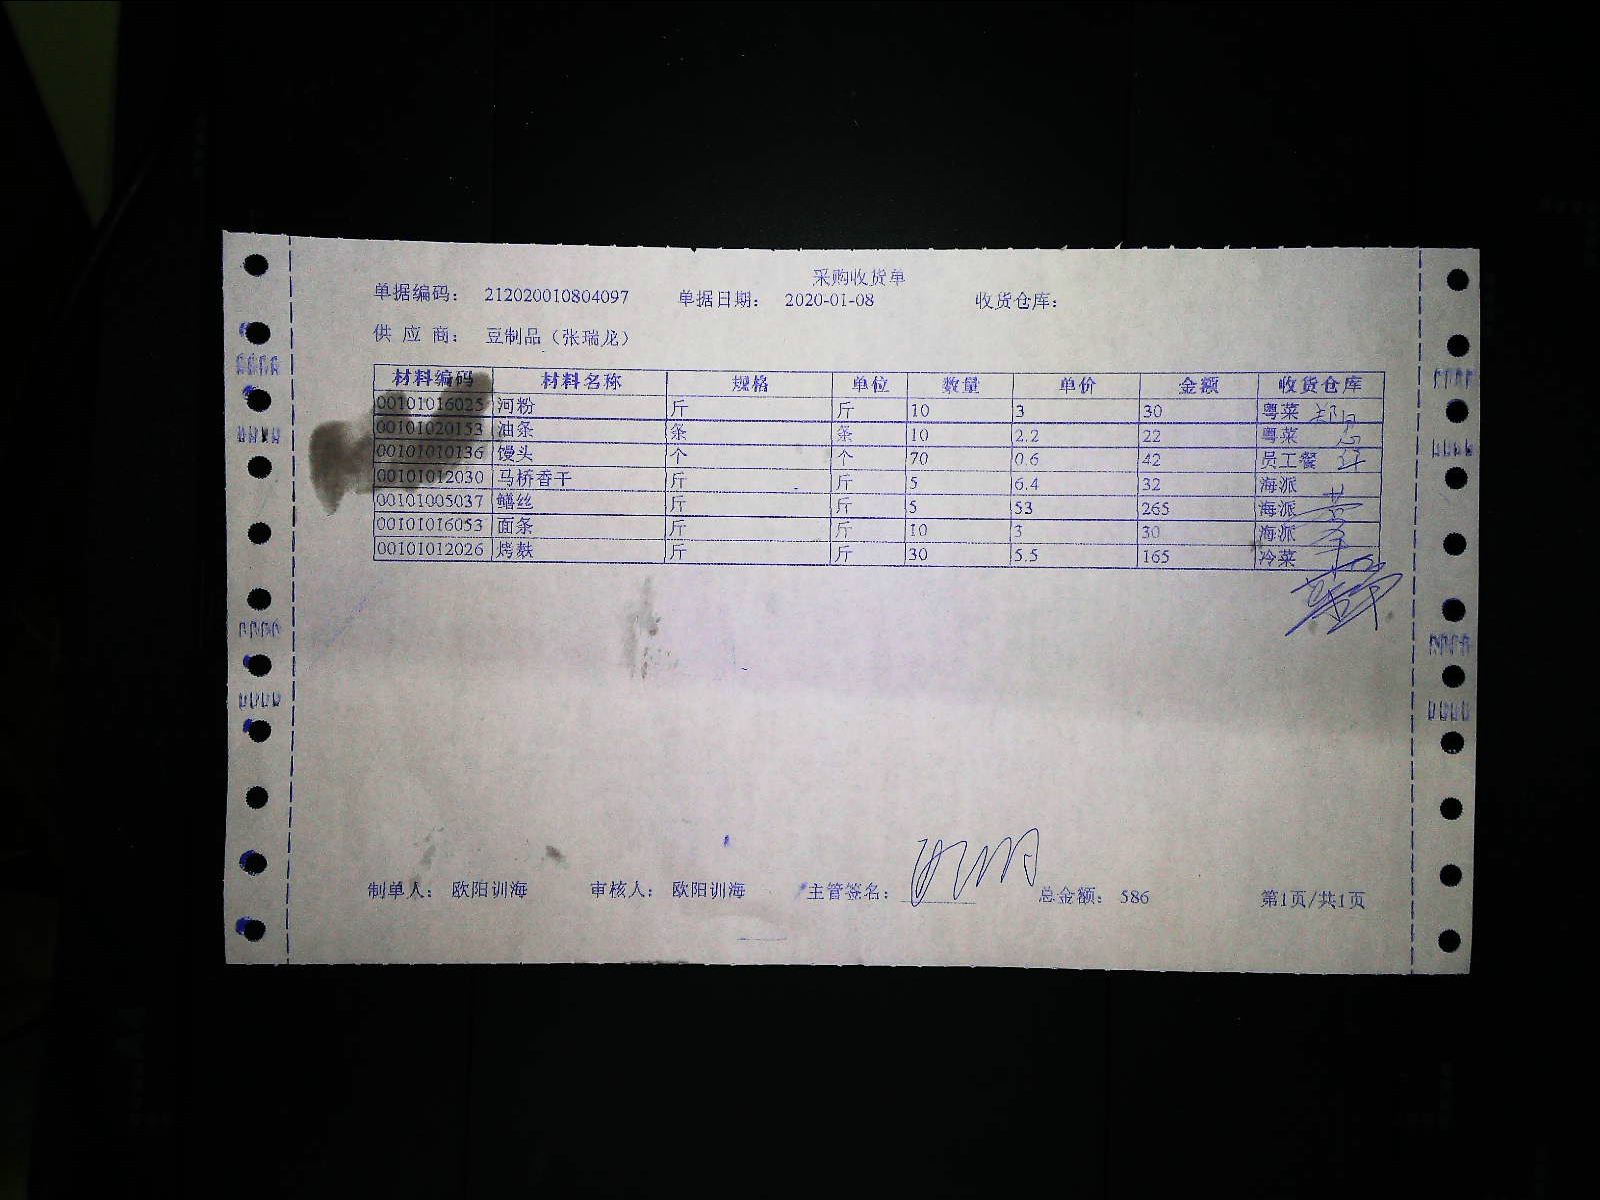 采购收货单
单据编码： 212020010804097 单据日期： 2020-01-08 收货仓库：
供 应 商： 豆制品（张瑞龙）
材料编码 材料名称 规格 单位 数量 单价 金额 收货仓库
00101016025 河粉 斤 斤 10 3 30 粤菜
00101020153 油条 条 条 10 2.2 22 粤菜
00101010136 馒头 个 个 70 0.6 42 员工餐
00101012030 马桥香干 斤 斤 5 6.4 32 海派
00101005037 鳝丝 斤 斤 5 53 265 海派
00101016053 面条 斤 斤 10 3 30 海派
00101012026 烤麸 斤 斤 30 5.5 165 冷菜
制单人： 欧阳训海 审核人： 欧阳训海 主管签名： 总金额： 586 第1页/共1页